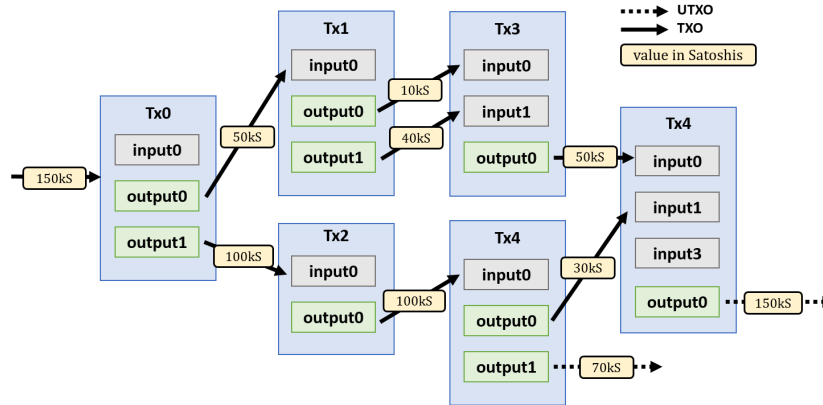 UTXO
TXO
value in Satoshis
150kS
Tx0
input0
output0
output1
50kS
100kS
Tx1
input0
output0
output1
10kS
40kS
Tx2
input0
output0
100kS
Tx3
input0
input1
output0
50kS
Tx4
input0
output0
output1
30kS
70kS
Tx4
input0
input1
input3
output0
150kS